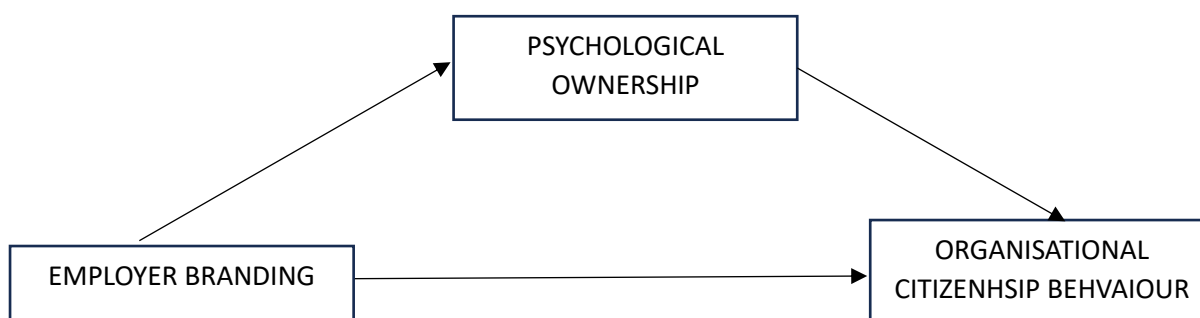 PSYCHOLOGICAL
OWNERSHIP
EMPLOYER BRANDING
ORGANISATIONAL
CITIZENHSIP BEHVAIOUR